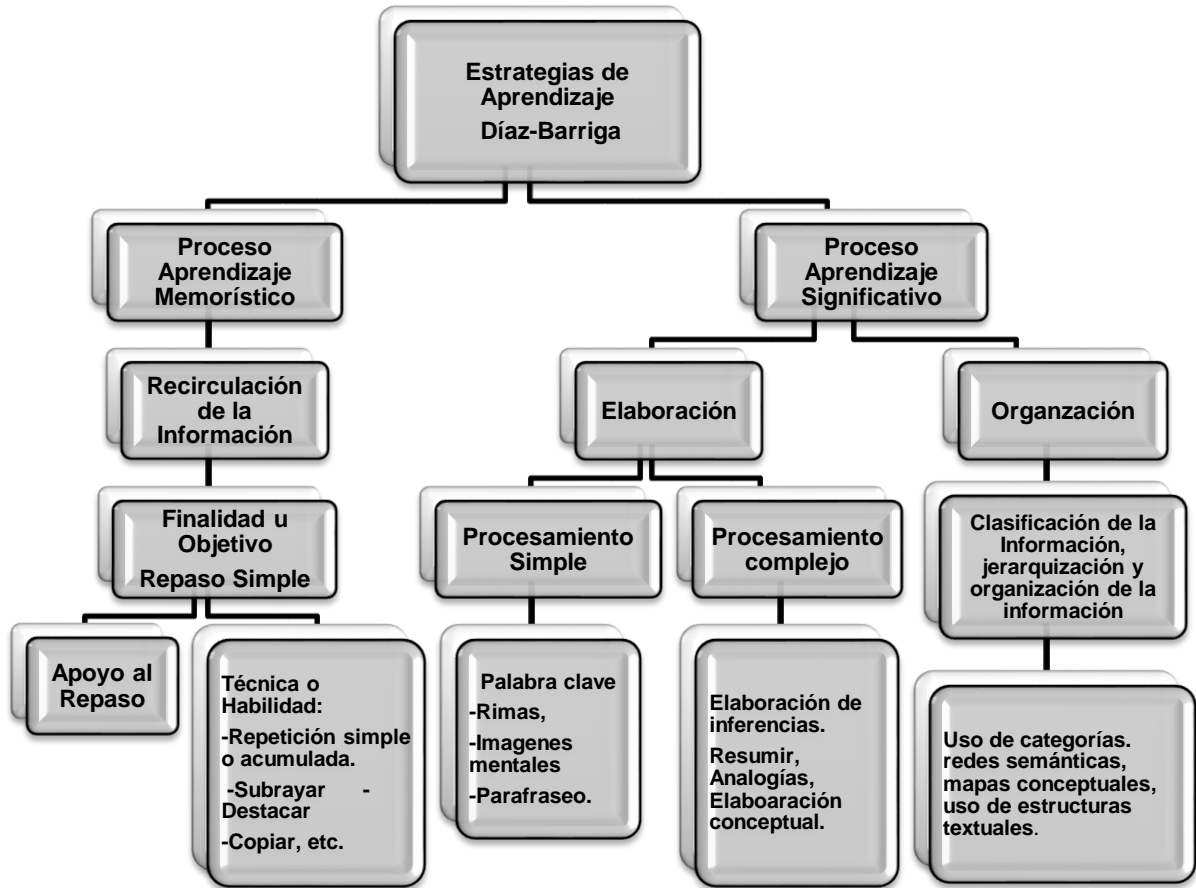 Estrategias de
Aprendizaje
Díaz-Barriga
Proceso
Aprendizaje
Memorístico
Proceso
Aprendizaje
Significativo
Recirculación
de la
Información
Elaboración
Organzación
Finalidad u
Objetivo
Repaso Simple
Procesamiento
Simple
Procesamiento
complejo
Clasificación de la
Información,
jerarquización y
organización de la
información
Apoyo al
Repaso
Técnica o
Habilidad:
-Repetición simple
o acumulada.
-Subrayar -
Destacar
-Copiar, etc.
Palabra clave
-Rimas,
-Imagenes
mentales
-Parafraseo.
Elaboración de
inferencias.
Resumir,
Analogías,
Elaboaración
conceptual.
Uso de categorías.
redes semánticas,
mapas conceptuales,
uso de estructuras
textuales.